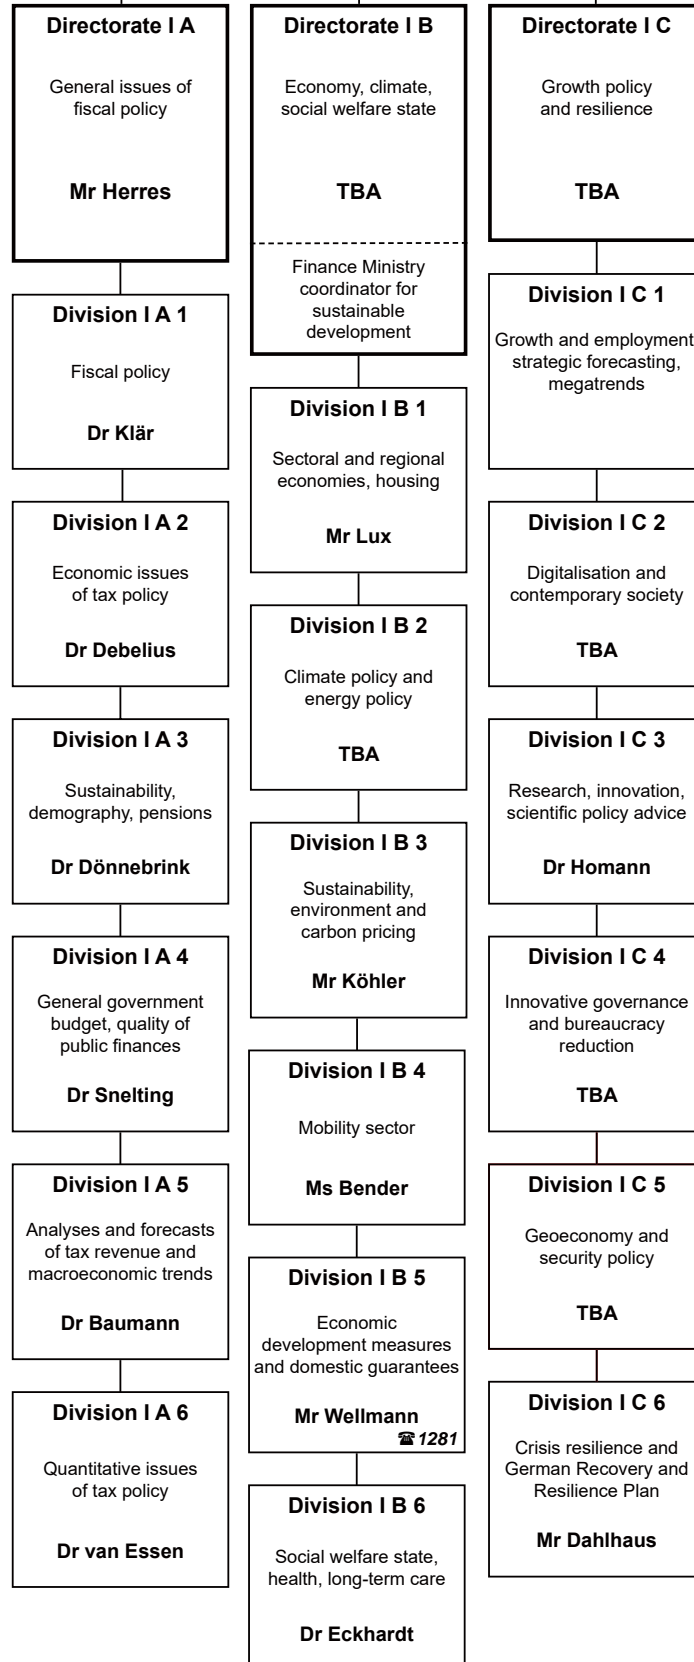 Directorate I A
General issues of
fiscal policy
Mr Herres
Division I A 1
Fiscal policy
Dr Klär
Division I A 2
Economic issues
of tax policy
Dr Debelius
Division I A 3
Sustainability,
demography, pensions
Dr Dönnebrink
Division I A 4
General government
budget, quality of
public finances
Dr Snelting
Division I A 5
Analyses and forecasts
of tax revenue and
macroeconomic trends
Dr Baumann
Division I A 6
Quantitative issues
of tax policy
Dr van Essen
Directorate I B
Economy, climate,
social welfare state
TBA
Finance Ministry
coordinator for
sustainable
development
Division I B 1
Sectoral and regional
economies, housing
Mr Lux
Division I B 2
Climate policy and
energy policy
TBA
Division I B 3
Sustainability,
environment and
carbon pricing
Mr Köhler
Division I B 4
Mobility sector
Ms Bender
Division I B 5
Economic
development measures
and domestic guarantees
Mr Wellmann
☎ 1281
Division I B 6
Social welfare state,
health, long-term care
Dr Eckhardt
Directorate I C
Growth policy
and resilience
TBA
Division I C 1
Growth and employment
strategic forecasting,
megatrends
Division I C 2
Digitalisation and
contemporary society
TBA
Division I C 3
Research, innovation,
scientific policy advice
Dr Homann
Division I C 4
Innovative governance
and bureaucracy
reduction
TBA
Division I C 5
Geoeconomy and
security policy
TBA
Division I C 6
Crisis resilience and
German Recovery and
Resilience Plan
Mr Dahlhaus